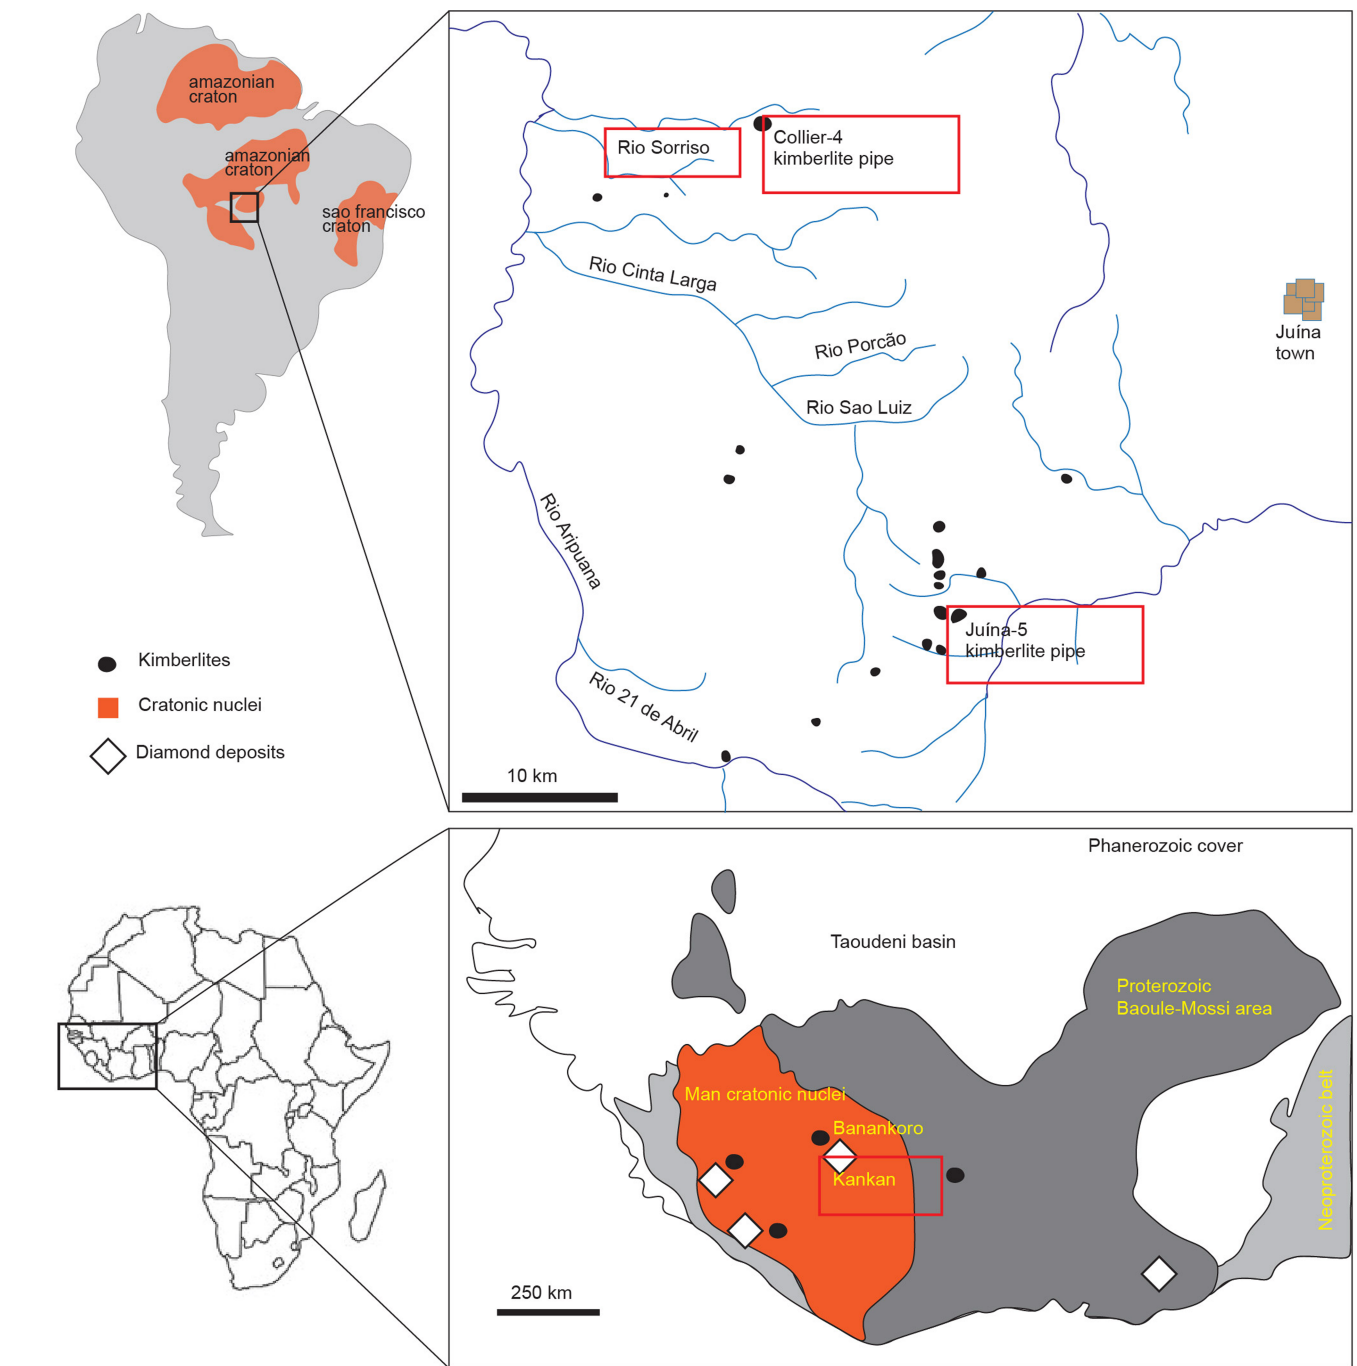 amazonian
craton
amazonian
craton
sao francisco
craton
Rio Sorriso
Collier-4
kimberlite pipe
Rio Cinta Larga
Rio Porcão
Rio Sao Luiz
Juína
town
Rio Aripuana
Juína-5
kimberlite pipe
Rio 21 de Abril
10 km
Kimberlites
Cratonic nuclei
Diamond deposits
Phanerozoic cover
Taoudeni basin
Proterozoic
Baoule-Mossi area
Man cratonic nuclei
Banankoro
Kankan
Neoproterozoic belt
250 km